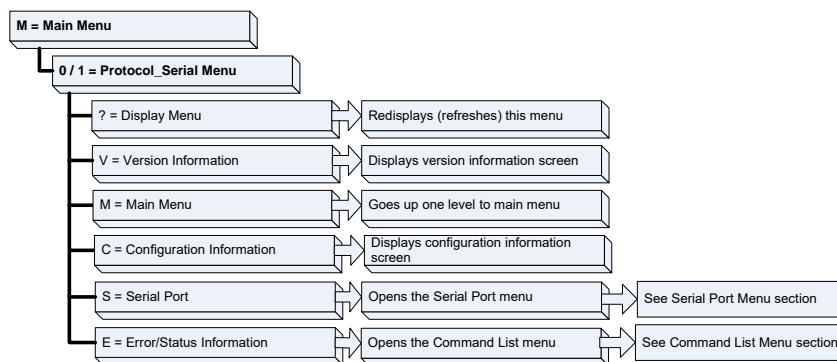 M = Main Menu
0 / 1 = Protocol_Serial Menu
? = Display Menu
Redisplays (refreshes) this menu
V = Version Information
Displays version information screen
M = Main Menu
Goes up one level to main menu
C = Configuration Information
Displays configuration information
screen
S = Serial Port
Opens the Serial Port menu
See Serial Port Menu section
E = Error/Status Information
Opens the Command List menu
See Command List Menu section